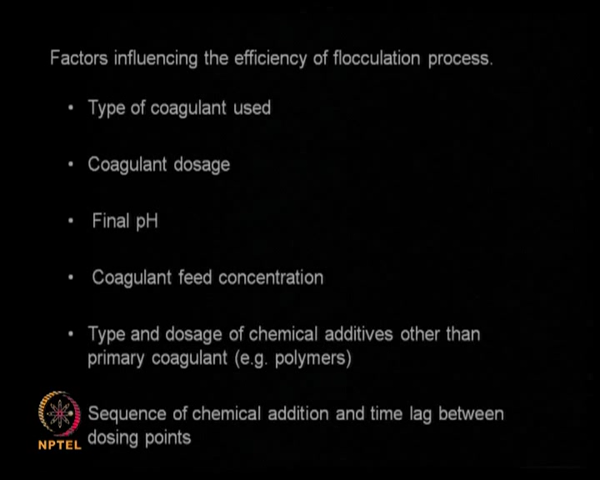 Factors influencing the efficiency of flocculation process.
• Type of coagulant used
• Coagulant dosage
• Final pH
• Coagulant feed concentration
• Type and dosage of chemical additives other than
primary coagulant (e.g. polymers)
Sequence of chemical addition and time lag between
dosing points
NPTEL